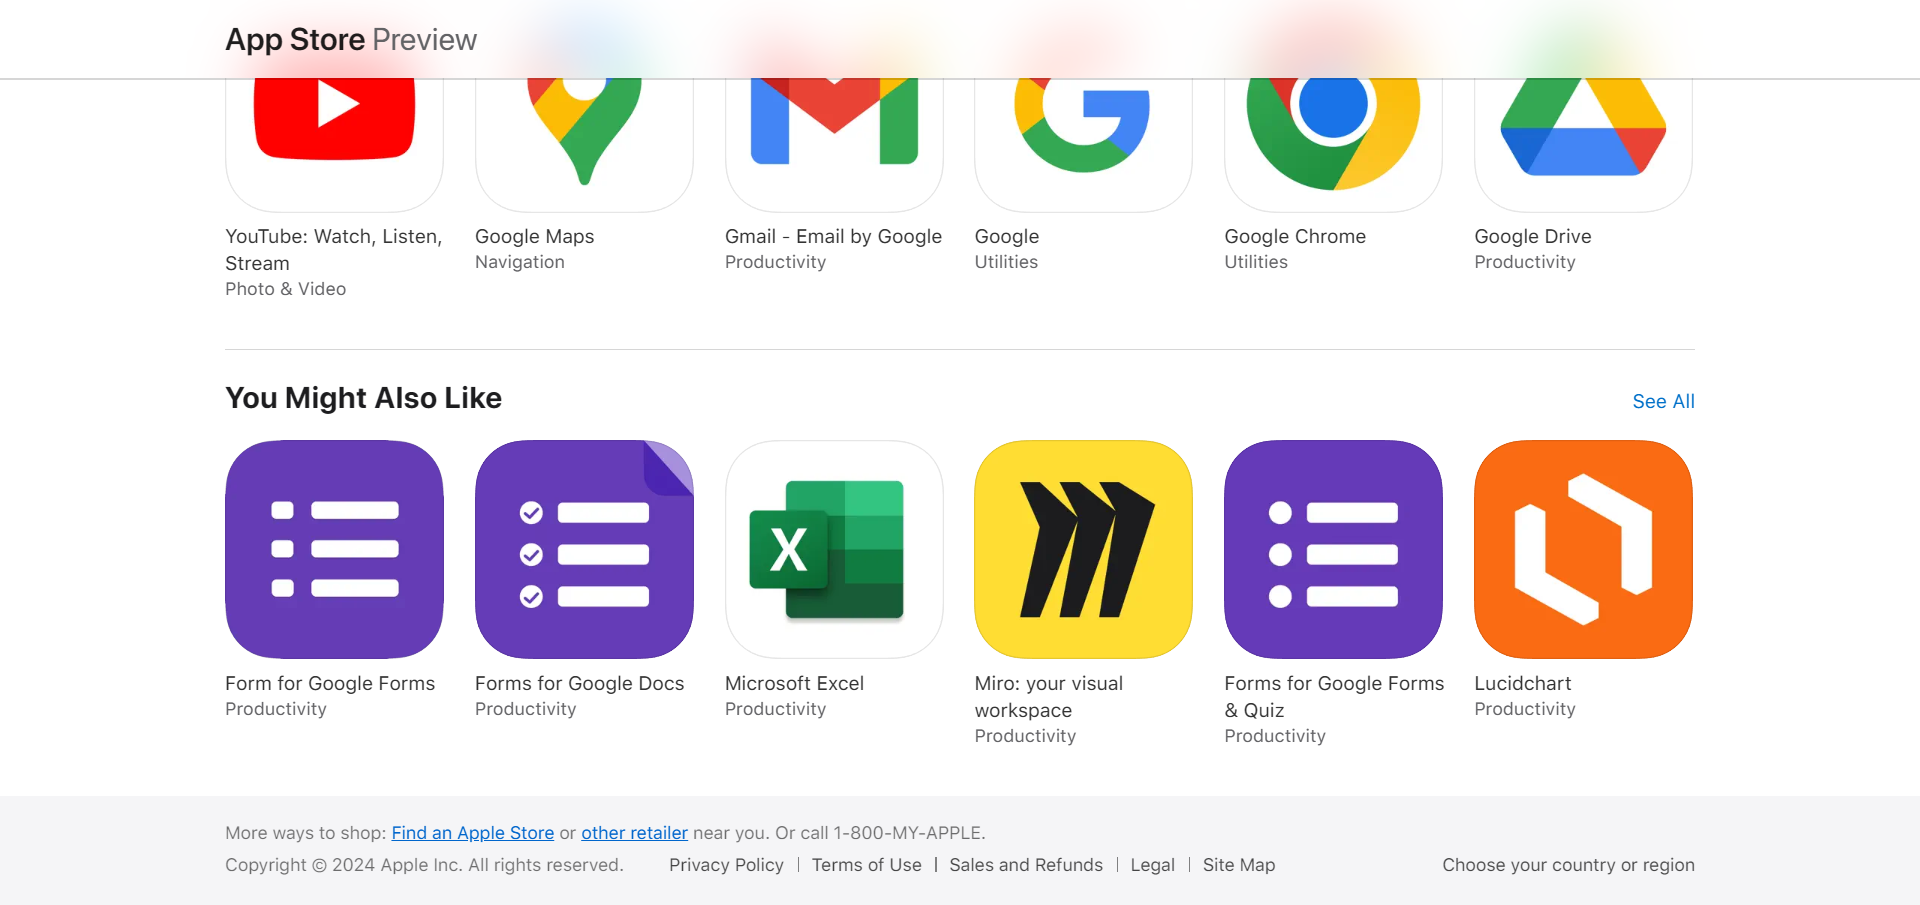 App Store Preview
YouTube: Watch, Listen,
Stream
Photo & Video
Google Maps
Navigation
Gmail - Email by Google
Productivity
Google
Utilities
Google Chrome
Utilities
Google Drive
Productivity
You Might Also Like
See All
X
Form for Google Forms
Productivity
Forms for Google Docs
Productivity
Microsoft Excel
Productivity
Miro: your visual
workspace
Productivity
Forms for Google Forms
& Quiz
Productivity
Lucidchart
Productivity
More ways to shop: Find an Apple Store or other retailer near you. Or call 1-800-MY-APPLE.
Copyright © 2024 Apple Inc. All rights reserved.
Privacy Policy
Terms of Use
Sales and Refunds
Legal
Site Map
Choose your country or region